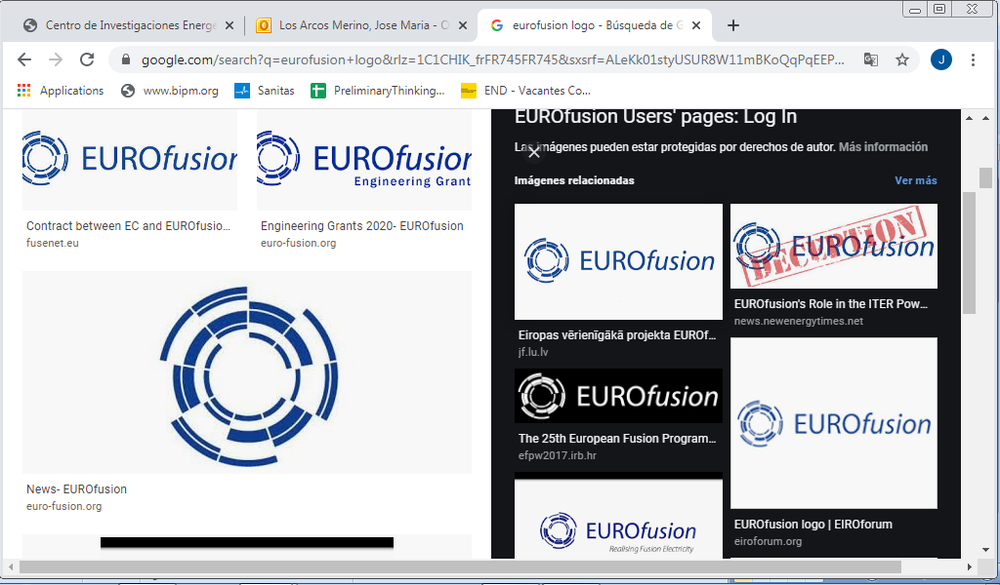 Centro de Investigaciones Energé
Los Arcos Merino, Jose Maria - O
eurofusion logo - Búsqueda de G
google.com/search?q=eurofusion+logo&rlz=1C1CHIK_frFR745FR745&sxsrf=ALeKk01styUSUR8W11mBKoQqPqEEP...
J
Applications
www.bipm.org
Sanitas
PreliminaryThinking...
END - Vacantes Co...
EUROfusion
EUROfusion
Engineering Grant
Contract between EC and EUROfusio...
fusenet.eu
Engineering Grants 2020- EUROfusion
euro-fusion.org
News- EUROfusion
euro-fusion.org
EUROfusion Users' pages: Log In
Las imágenes pueden estar protegidas por derechos de autor. Más información
Imágenes relacionadas
Ver más
EUROfusion
Eiropas vērienīgākā projekta EUROf...
jf.lu.lv
EUROfusion
DECEPTION
EUROfusion's Role in the ITER Pow...
news.newenergytimes.net
EUROfusion
The 25th European Fusion Program...
efpw2017.irb.hr
EUROfusion
EUROfusion logo | EIROforum
eiroforum.org
EUROfusion
Realising Fusion Electricity